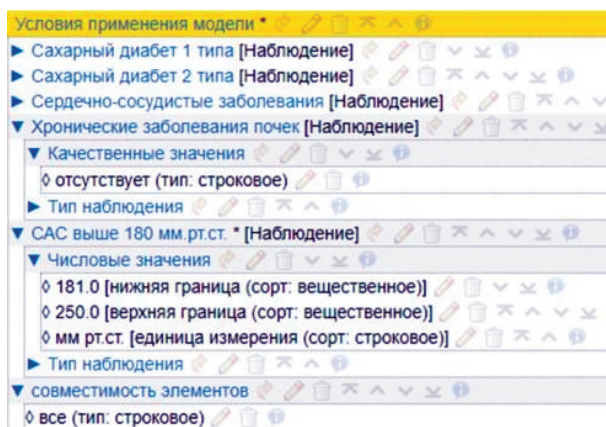 Условия применения модели *
► Сахарный диабет 1 типа [Наблюдение]
► Сахарный диабет 2 типа [Наблюдение]
► Сердечно-сосудистые заболевания [Наблюдение]
▼ Хронические заболевания почек [Наблюдение]
▼ Качественные значения
◊ отсутствует (тип: строковое)
► Тип наблюдения
▼ САС выше 180 мм.рт.ст. * [Наблюдение]
▼ Числовые значения
◊ 181.0 [нижняя граница (сорт: вещественное)]
◊ 250.0 [верхняя граница (сорт: вещественное)]
◊ мм рт.ст. [единица измерения (сорт: строковое)]
► Тип наблюдения
▼ совместимость элементов
◊ все (тип: строковое)